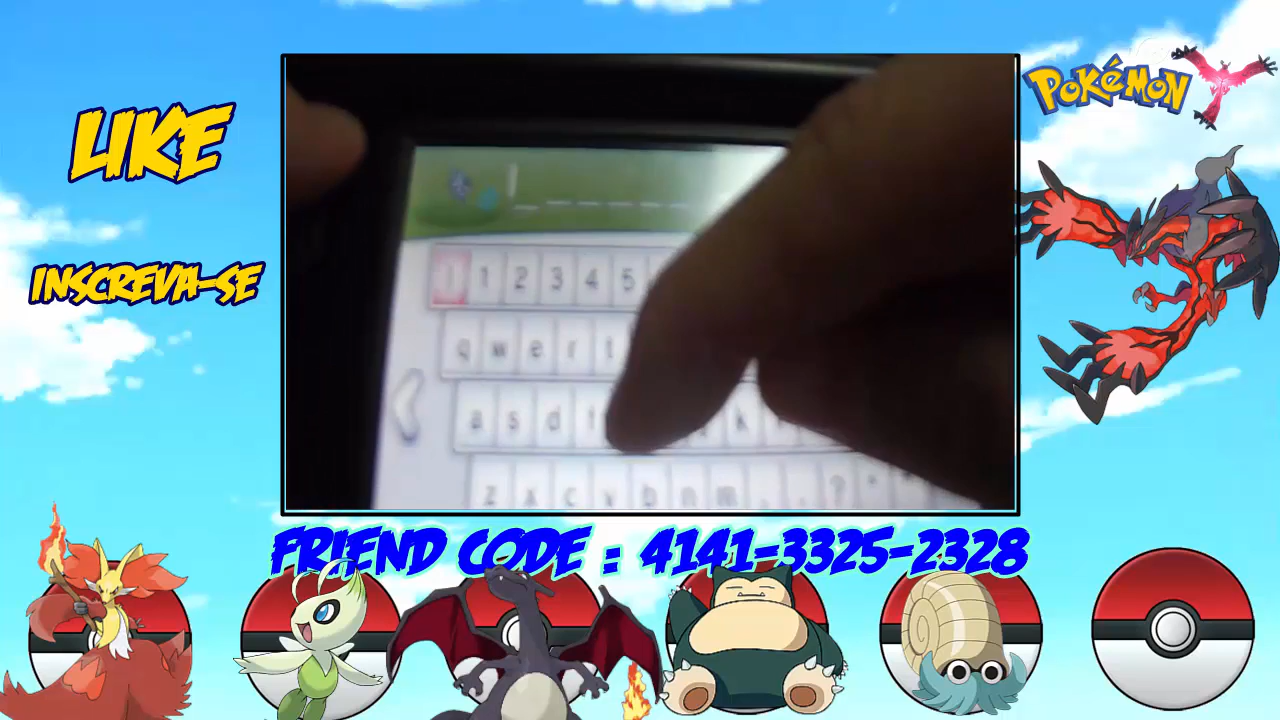 LIKE
POKéMON Y
INSCREVA-SE
1 2 3 4 5
q w e r t
a s d f k
z x c v b n m , . ?
FRIEND CODE : 4141-3325-2328